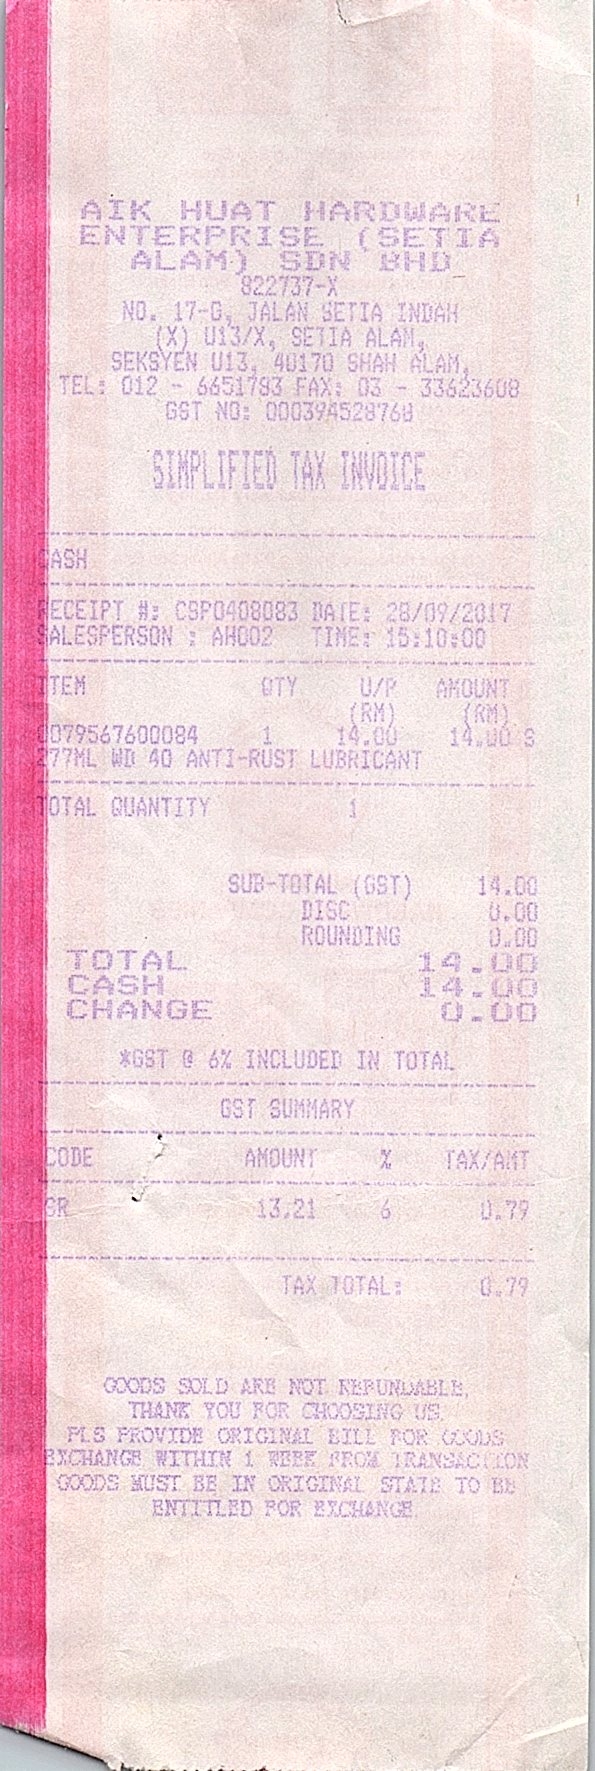 AIK HUAT HARDWARE
ENTERPRISE (SETIA
ALAM) SDN BHD
822737-X
NO. 17-G, JALAN SETIA INDAH
(X) U13/X, SETIA ALAM,
SEKSYEN U13, 40170 SHAH ALAM,
TEL: 012 - 6651783 FAX: 03 - 33623608
GST NO: 000394528768
SIMPLIFIED TAX INVOICE
CASH
RECEIPT #: CSP0408083 DATE: 28/09/2017
SALESPERSON : AH002 TIME: 15:10:00
ITEM QTY U/P AMOUNT
(RM) (RM)
0079567600084 1 14.00 14.00 S
277ML WD 40 ANTI-RUST LUBRICANT
TOTAL QUANTITY 1
SUB-TOTAL (GST) 14.00
DISC 0.00
ROUNDING 0.00
TOTAL 14.00
CASH 14.00
CHANGE 0.00
*GST @ 6% INCLUDED IN TOTAL
GST SUMMARY
CODE AMOUNT % TAX/AMT
SR 13.21 6 0.79
TAX TOTAL: 0.79
GOODS SOLD ARE NOT REFUNDABLE,
THANK YOU FOR CHOOSING US.
PLS PROVIDE ORIGINAL BILL FOR GOODS
EXCHANGE WITHIN 1 WEEK FROM TRANSACTION
GOODS MUST BE IN ORIGINAL STATE TO BE
ENTITLED FOR EXCHANGE.